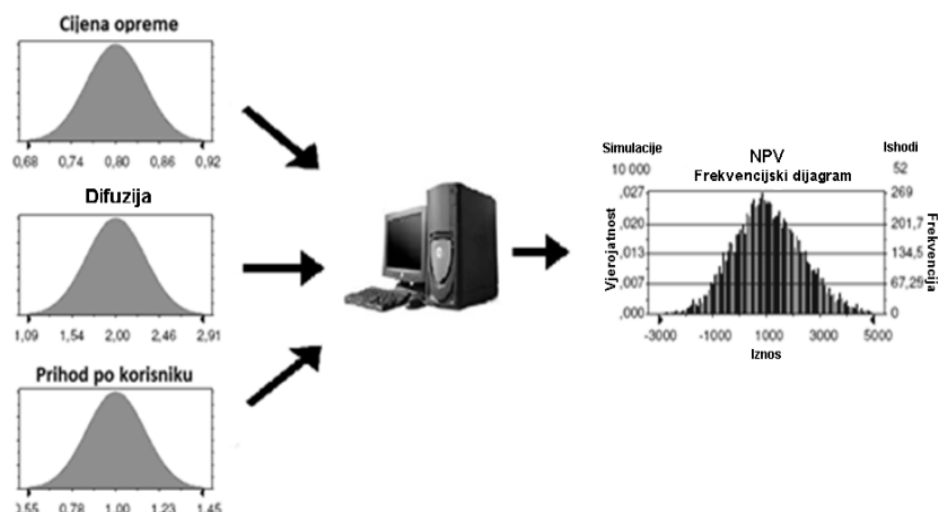 Cijena opreme
0,68 0,74 0,80 0,86 0,92
Difuzija
1,09 1,54 2,00 2,46 2,91
Prihod po korisniku
0,55 0,78 1,00 1,23 1,45
Simulacije
10 000
NPV
Frekvencijski dijagram
Ishodi
52
Vjerojatnost
,027
,020
,013
,007
,000
269
201,7
134,5
67,29
0
Frekvencija
-3000 -1000 1000 3000 5000
Iznos